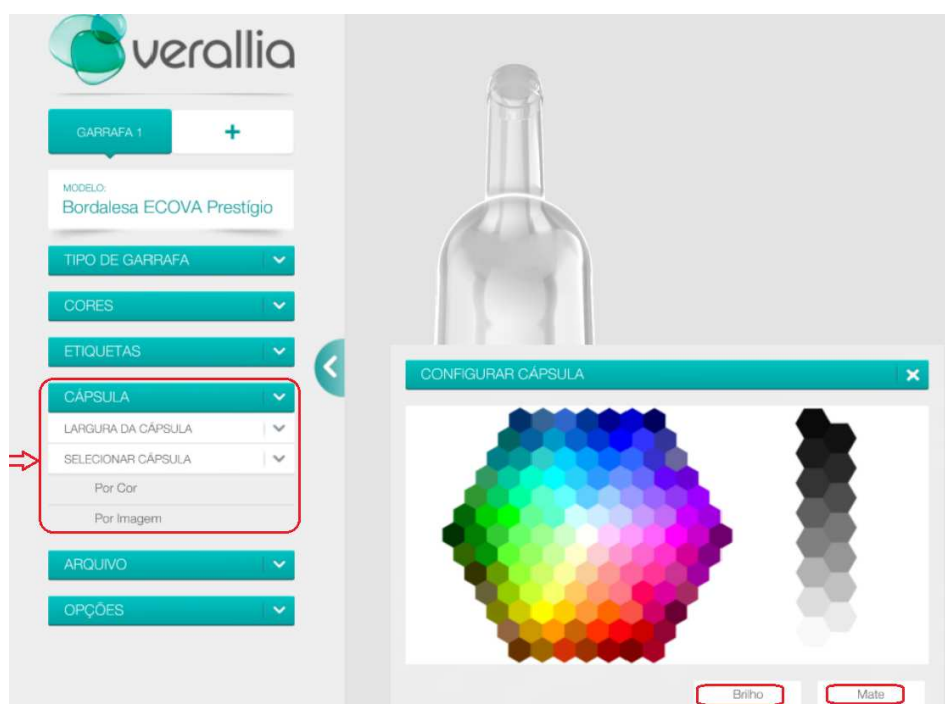 verallia
GARRAFA 1
+
MODELO:
Bordalesa ECOVA Prestígio
TIPO DE GARRAFA
CORES
ETIQUETAS
CÁPSULA
LARGURA DA CÁPSULA
SELECIONAR CÁPSULA
Por Cor
Por Imagem
ARQUIVO
OPÇÕES
CONFIGURAR CÁPSULA
Brilho
Mate